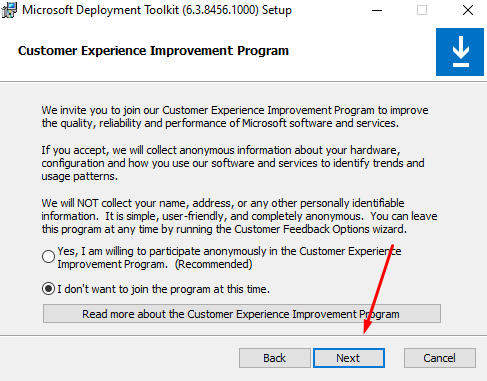 Microsoft Deployment Toolkit (6.3.8456.1000) Setup
Customer Experience Improvement Program
We invite you to join our Customer Experience Improvement Program to improve
the quality, reliability and performance of Microsoft software and services.
If you accept, we will collect anonymous information about your hardware,
configuration and how you use our software and services to identify trends and
usage patterns.
We will NOT collect your name, address, or any other personally identifiable
information.  It is simple, user-friendly, and completely anonymous.  You can leave
this program at any time by running the Customer Feedback Options wizard.
Yes, I am willing to participate anonymously in the Customer Experience
Improvement Program.  (Recommended)
I don't want to join the program at this time.
Read more about the Customer Experience Improvement Program
Back Next Cancel